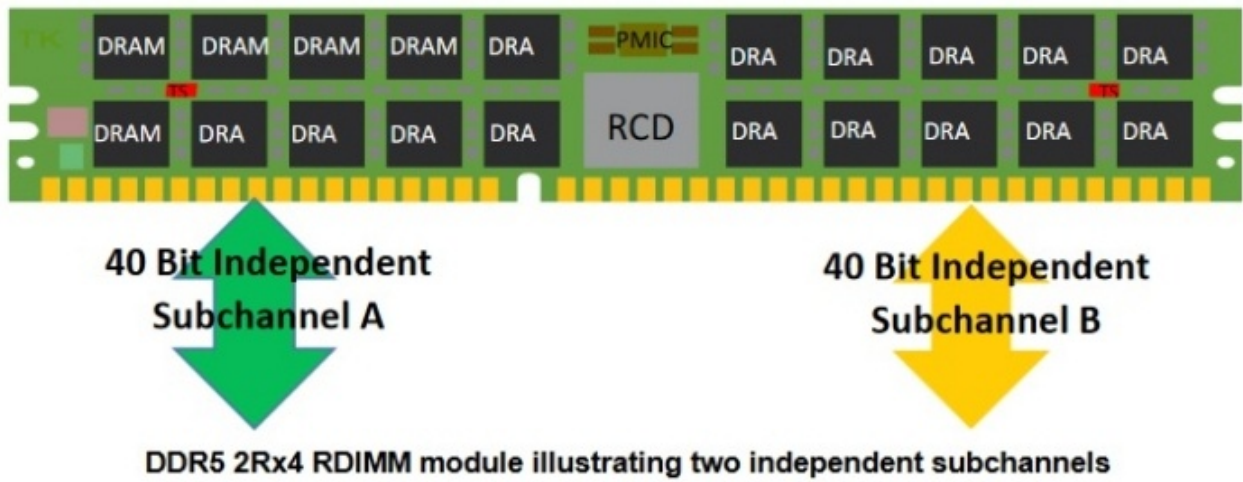 TK
DRAM DRAM DRAM DRAM DRA PMIC DRA DRA DRA DRA DRA
TS TS
DRAM DRA DRA DRA DRA RCD DRA DRA DRA DRA DRA
40 Bit Independent
Subchannel A
40 Bit Independent
Subchannel B
DDR5 2Rx4 RDIMM module illustrating two independent subchannels